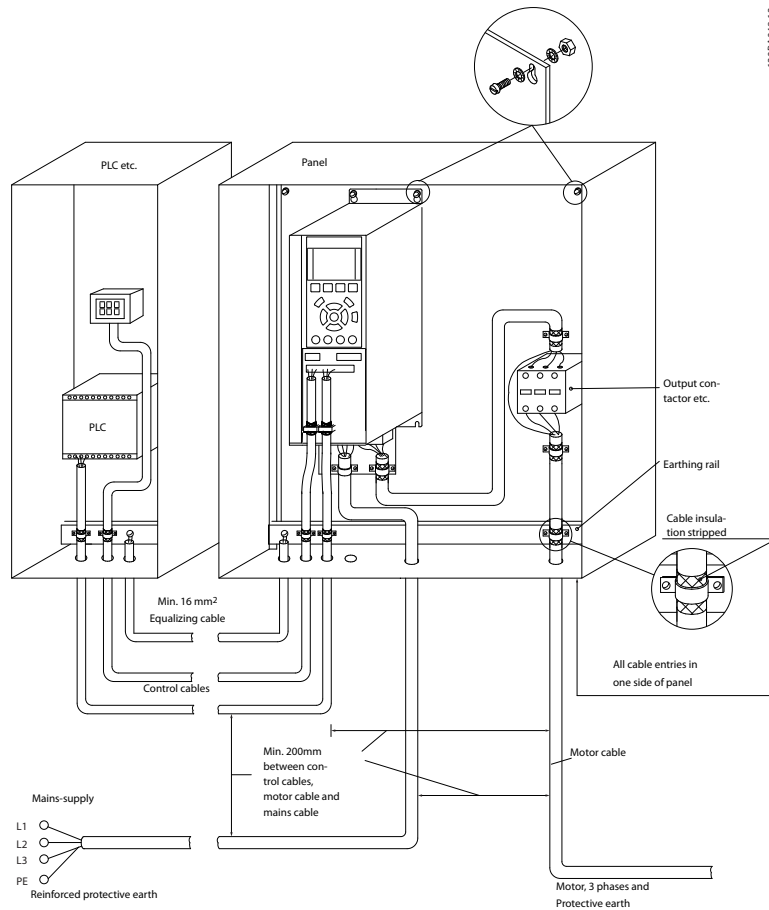 PLC etc.
Panel
PLC
Output con-
tactor etc.
Earthing rail
Cable insula-
tion stripped
Min. 16 mm2
Equalizing cable
All cable entries in
one side of panel
Control cables
Min. 200mm
between con-
trol cables,
motor cable and
mains cable
Motor cable
Mains-supply
L1
L2
L3
PE
Reinforced protective earth
Motor, 3 phases and
Protective earth